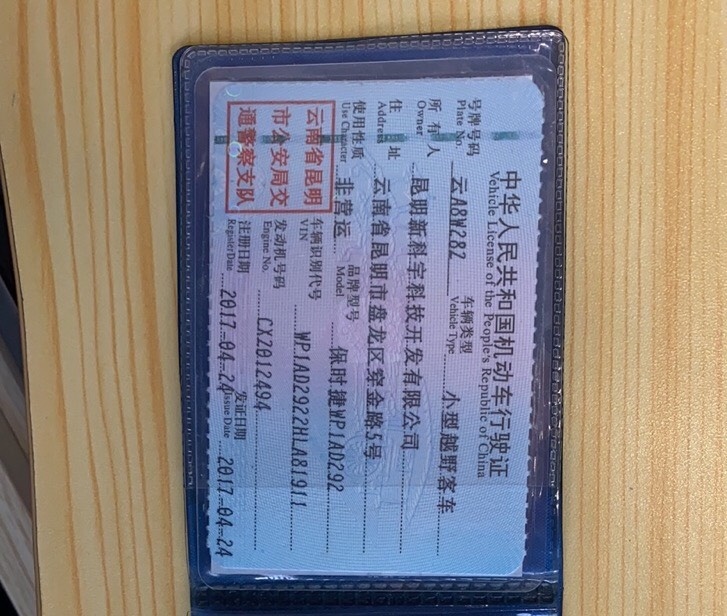 中华人民共和国机动车行驶证
Vehicle License of the People's Republic of China
号牌号码 云A8W282 车辆类型 小型越野客车
Plate No. Vehicle Type
所有人 昆明新科宇科技开发有限公司
Owner
住址 云南省昆明市盘龙区穿金路5号
Address
使用性质 非营运 品牌型号 保时捷WP1AD292
Use Character Model
云南省昆明
市公安局交
通警察支队
车辆识别代号 WP1AD2922HLA81911
VIN
发动机号码 CXZ012494
Engine No.
注册日期 2017-04-24 发证日期 2017-04-24
Register Date Issue Date